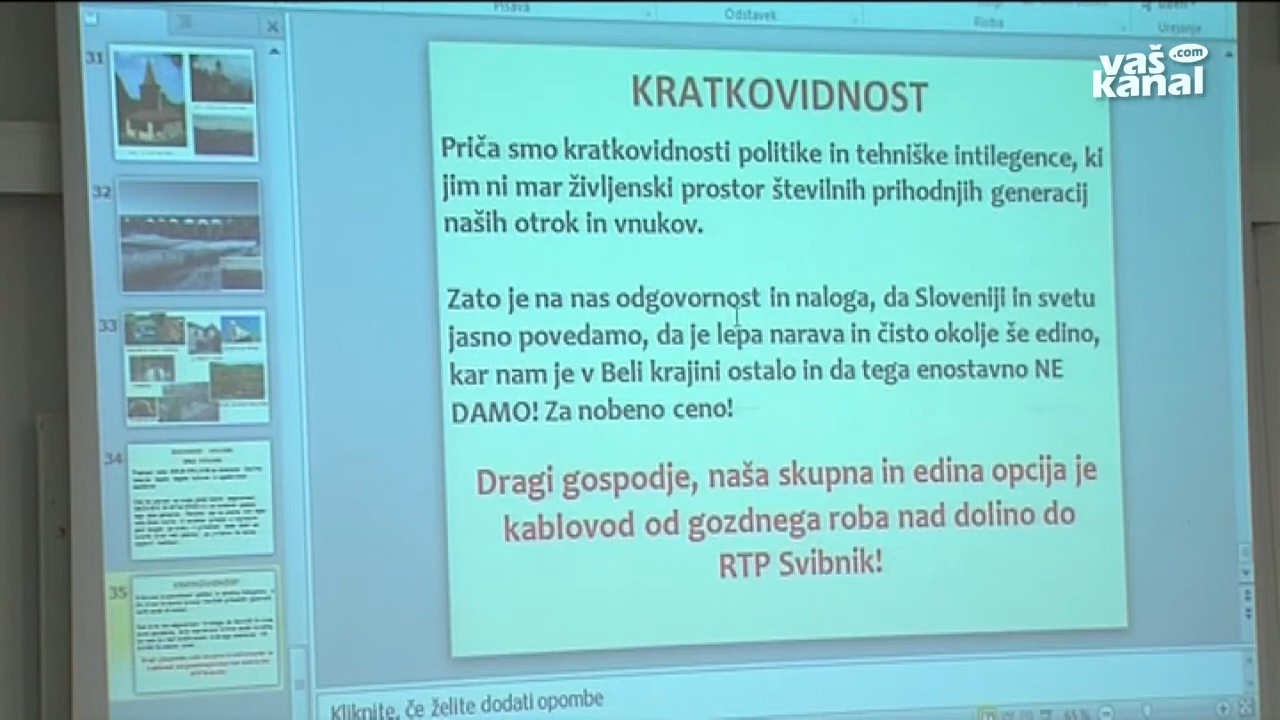 Pisava
Odstavek
Risba
Urejanje
vaš
.com
kanal
31
32
33
34
35
KRATKOVIDNOST
Priča smo kratkovidnosti politike in tehniške intilegence, ki
jim ni mar življenski prostor številnih prihodnjih generacij
naših otrok in vnukov.
Zato je na nas odgovornost in naloga, da Sloveniji in svetu
jasno povedamo, da je lepa narava in čisto okolje še edino,
kar nam je v Beli krajini ostalo in da tega enostavno NE
DAMO! Za nobeno ceno!
Dragi gospodje, naša skupna in edina opcija je
kablovod od gozdnega roba nad dolino do
RTP Svibnik!
Kliknite, če želite dodati opombe